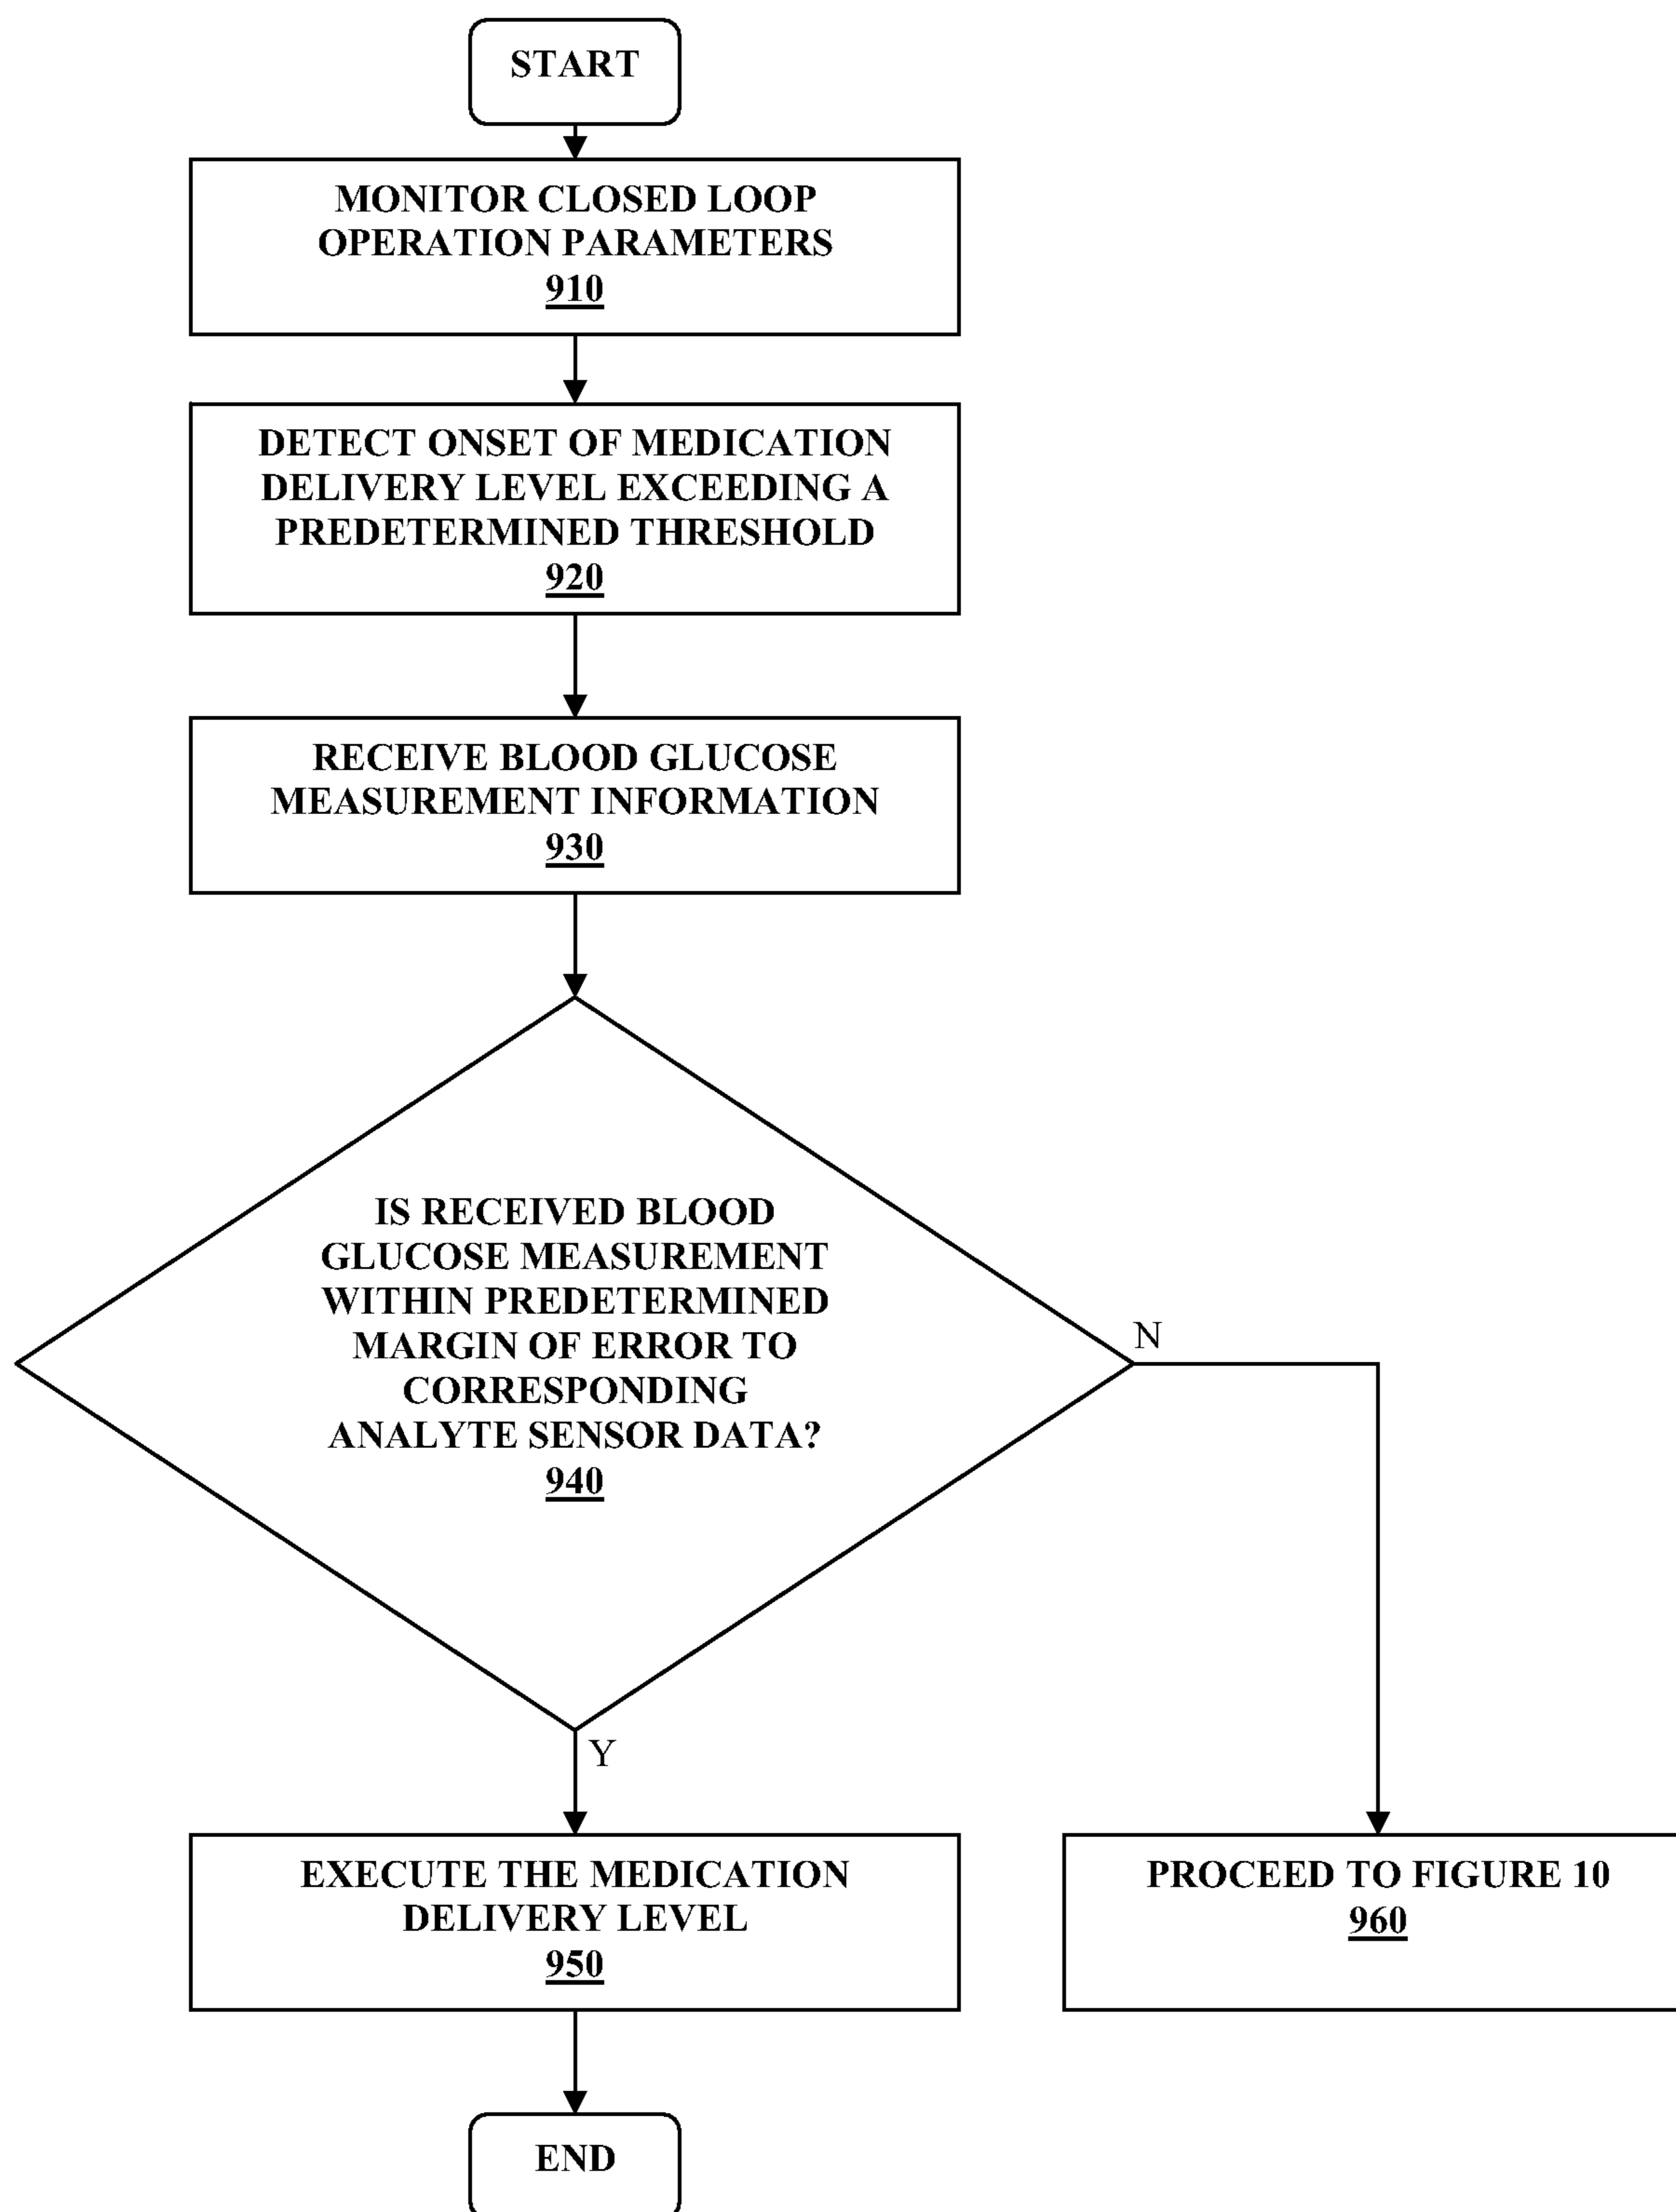 START
MONITOR CLOSED LOOP
OPERATION PARAMETERS
910
DETECT ONSET OF MEDICATION
DELIVERY LEVEL EXCEEDING A
PREDETERMINED THRESHOLD
920
RECEIVE BLOOD GLUCOSE
MEASUREMENT INFORMATION
930
IS RECEIVED BLOOD
GLUCOSE MEASUREMENT
WITHIN PREDETERMINED
MARGIN OF ERROR TO
CORRESPONDING
ANALYTE SENSOR DATA?
940
N
Y
EXECUTE THE MEDICATION
DELIVERY LEVEL
950
PROCEED TO FIGURE 10
960
END